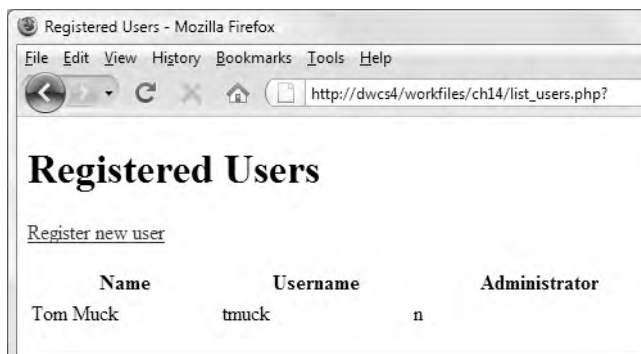 Registered Users - Mozilla Firefox
File Edit View History Bookmarks Tools Help
http://dwcs4/workfiles/ch14/list_users.php?
Registered Users
Register new user
Name Username Administrator
Tom Muck tmuck n